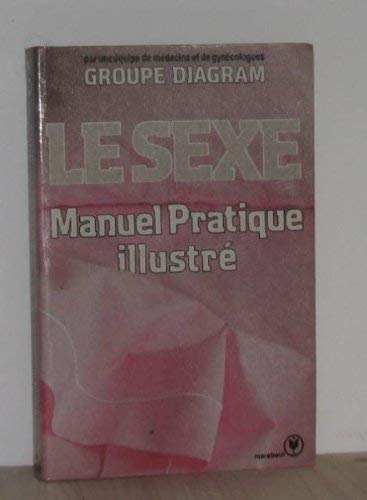 par une équipe de médecins et de gynécologues
GROUPE DIAGRAM
LE SEXE
Manuel Pratique
illustré
marabout